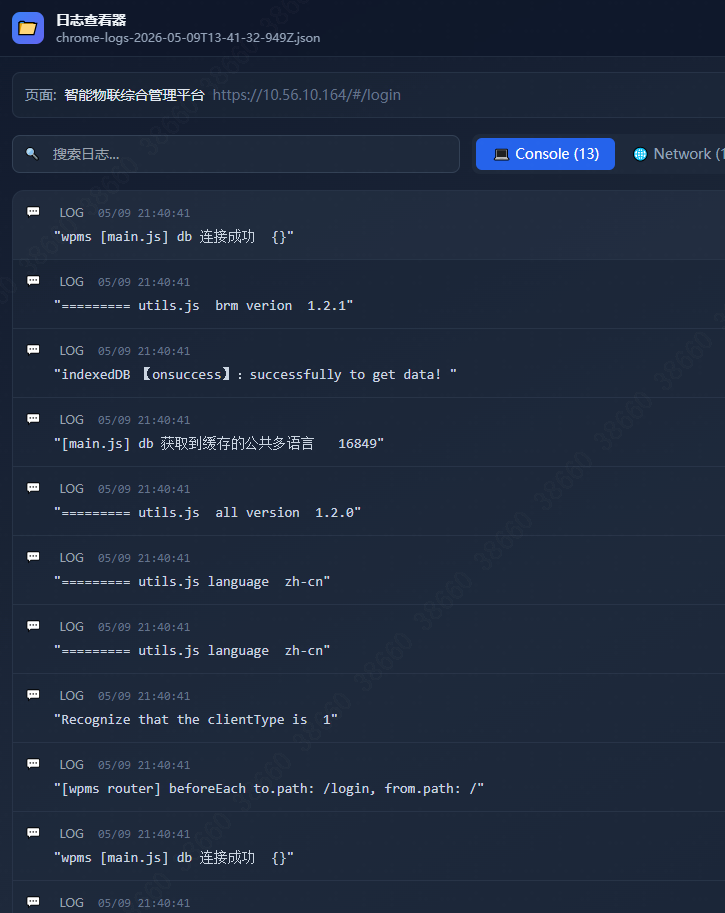 日志查看器
chrome-logs-2026-05-09T13-41-32-949Z.json
页面: 智能物联综合管理平台 https://10.56.10.164/#/login
搜索日志... Console (13) Network (1
LOG 05/09 21:40:41
"wpms [main.js] db 连接成功  {}"
LOG 05/09 21:40:41
"========= utils.js  brm verion  1.2.1"
LOG 05/09 21:40:41
"indexedDB 【onsuccess】: successfully to get data! "
LOG 05/09 21:40:41
"[main.js] db 获取到缓存的公共多语言   16849"
LOG 05/09 21:40:41
"========= utils.js  all version  1.2.0"
LOG 05/09 21:40:41
"========= utils.js language  zh-cn"
LOG 05/09 21:40:41
"========= utils.js language  zh-cn"
LOG 05/09 21:40:41
"Recognize that the clientType is  1"
LOG 05/09 21:40:41
"[wpms router] beforeEach to.path: /login, from.path: /"
LOG 05/09 21:40:41
"wpms [main.js] db 连接成功  {}"
LOG 05/09 21:40:41